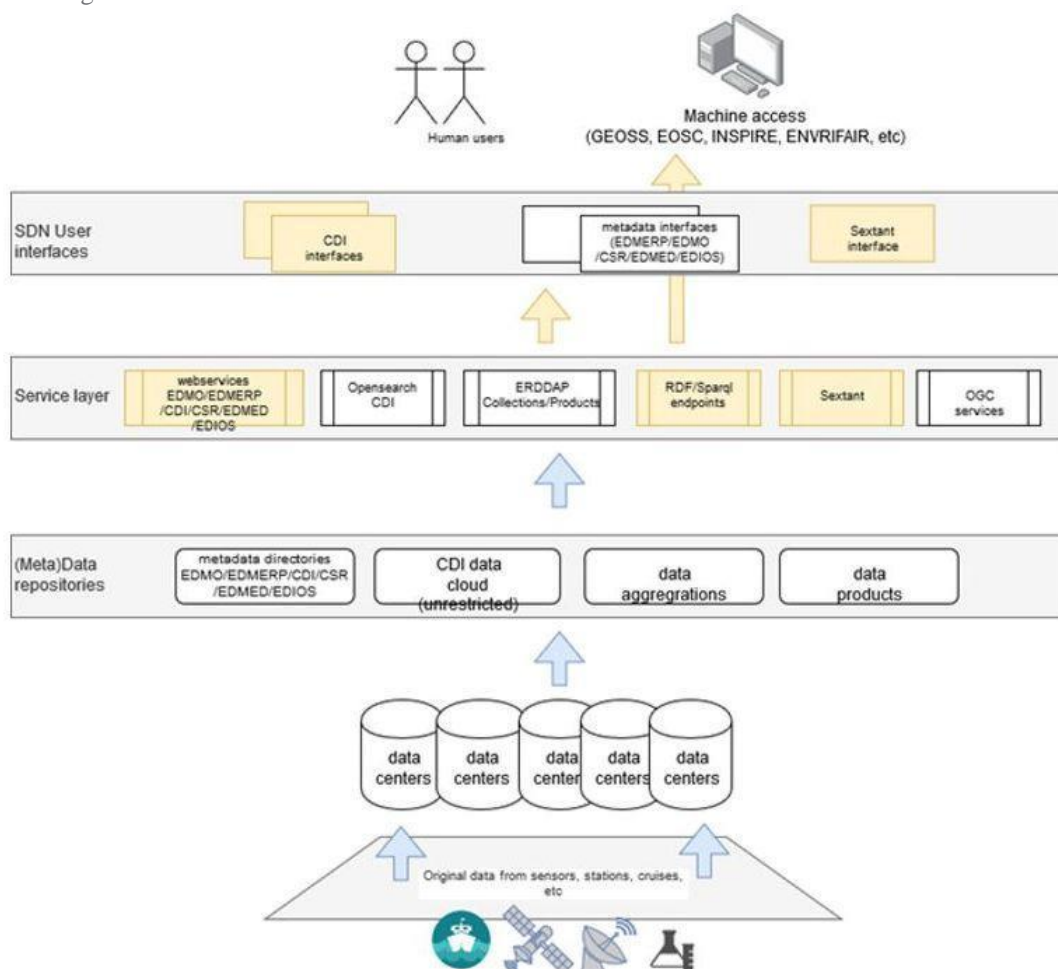 Human users
Machine access
(GEOSS, EOSC, INSPIRE, ENVRIFAIR, etc)
SDN User
interfaces
CDI
interfaces
metadata interfaces
(EDMERP/EDMO
/CSR/EDMED/EDIOS)
Sextant
interface
Service layer
webservices
EDMO/EDMERP
/CDI/CSR/EDMED
/EDIOS
Opensearch
CDI
ERDDAP
Collections/Products
RDF/Sparql
endpoints
Sextant
OGC
services
(Meta)Data
repositories
metadata directories
EDMO/EDMERP/CDI/CSR
/EDMED/EDIOS
CDI data
cloud
(unrestricted)
data
aggregrations
data
products
data
centers
data
centers
data
center
data
centers
data
centers
Original data from sensors, stations, cruises,
etc